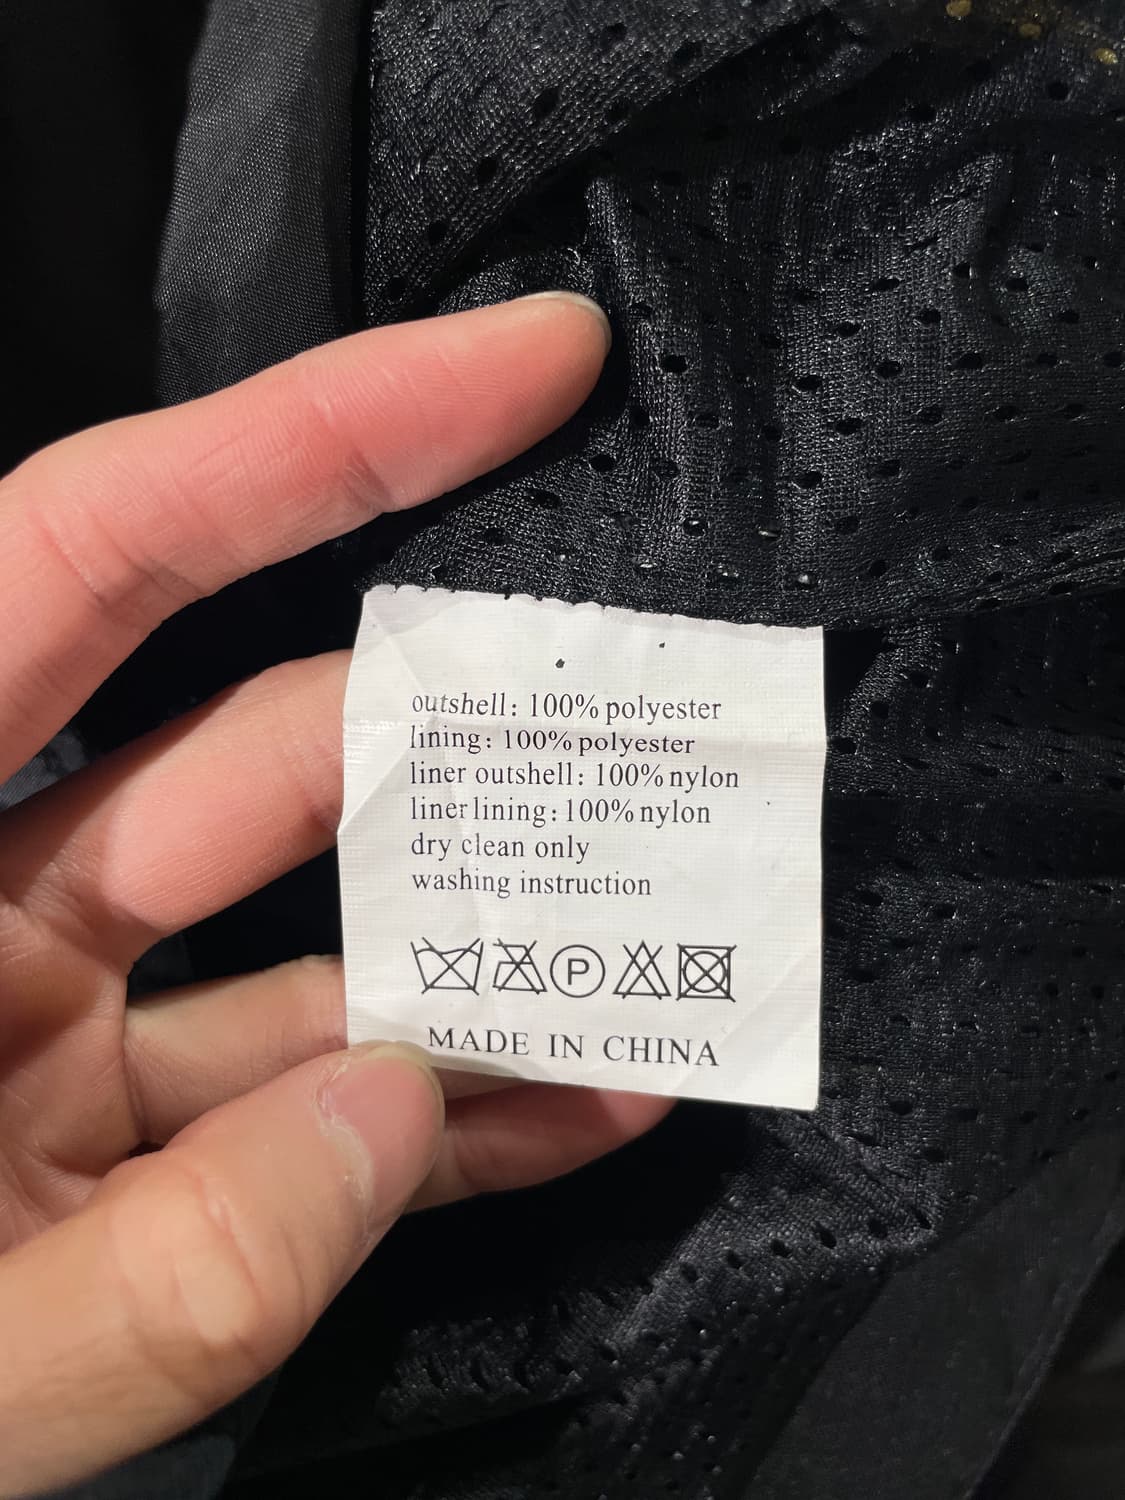 outshell: 100% polyester
lining: 100% polyester
liner outshell: 100% nylon
liner lining: 100% nylon
dry clean only
washing instruction
P
MADE IN CHINA